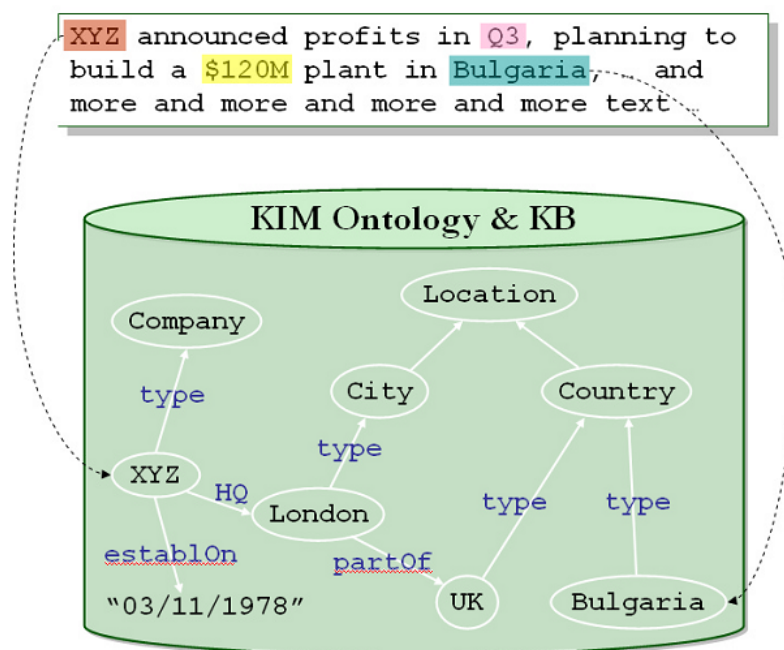 XYZ announced profits in Q3, planning to
build a $120M plant in Bulgaria, … and
more and more and more and more text …
KIM Ontology & KB
Location
Company
City
Country
type
type
XYZ
HQ
London
type
type
establOn
partOf
“03/11/1978”
UK
Bulgaria